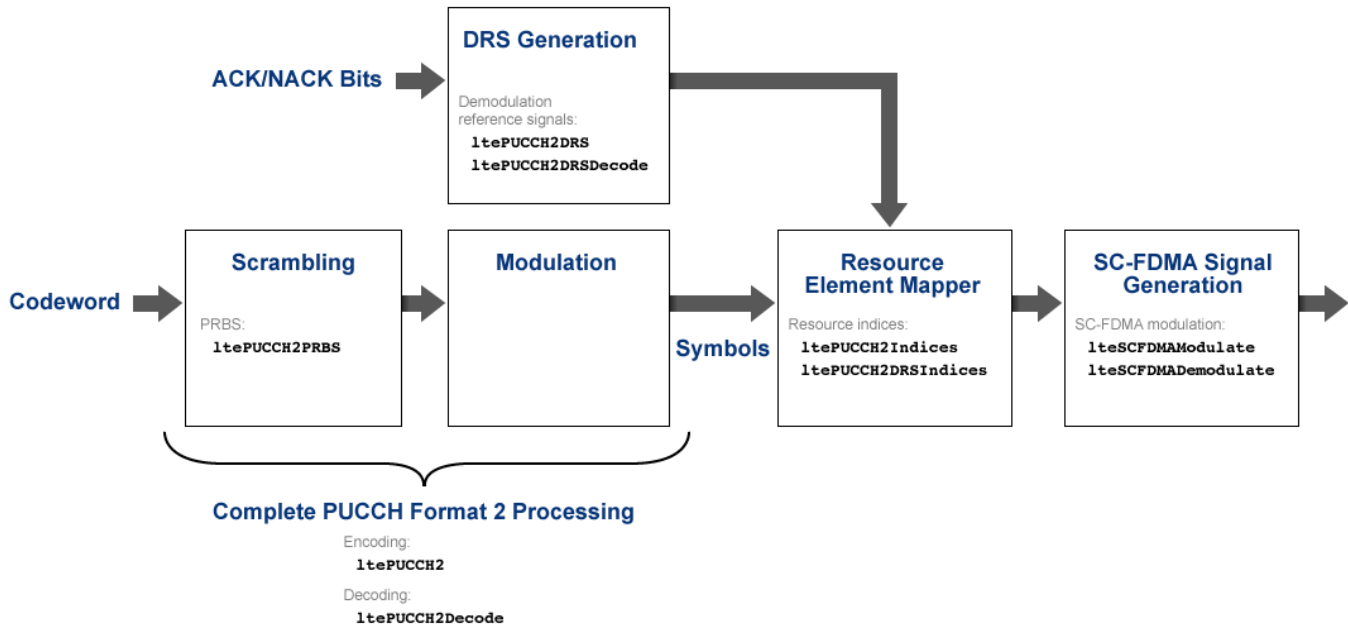 DRS Generation
ACK/NACK Bits
Demodulation
reference signals:
ltePUCCH2DRS
ltePUCCH2DRSDecode
Codeword
Scrambling
PRBS:
ltePUCCH2PRBS
Modulation
Symbols
Resource
Element Mapper
Resource indices:
ltePUCCH2Indices
ltePUCCH2DRSIndices
SC-FDMA Signal
Generation
SC-FDMA modulation:
lteSCFDMAModulate
lteSCFDMADemodulate
Complete PUCCH Format 2 Processing
Encoding:
ltePUCCH2
Decoding:
ltePUCCH2Decode